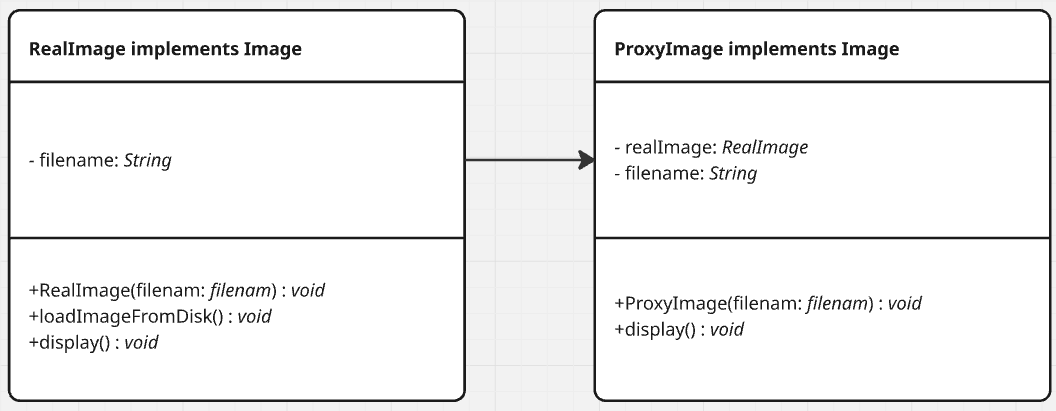 RealImage implements Image
- filename: String
+RealImage(filenam: filenam) : void
+loadImageFromDisk() : void
+display() : void
ProxyImage implements Image
- realImage: RealImage
- filename: String
+ProxyImage(filenam: filenam) : void
+display() : void